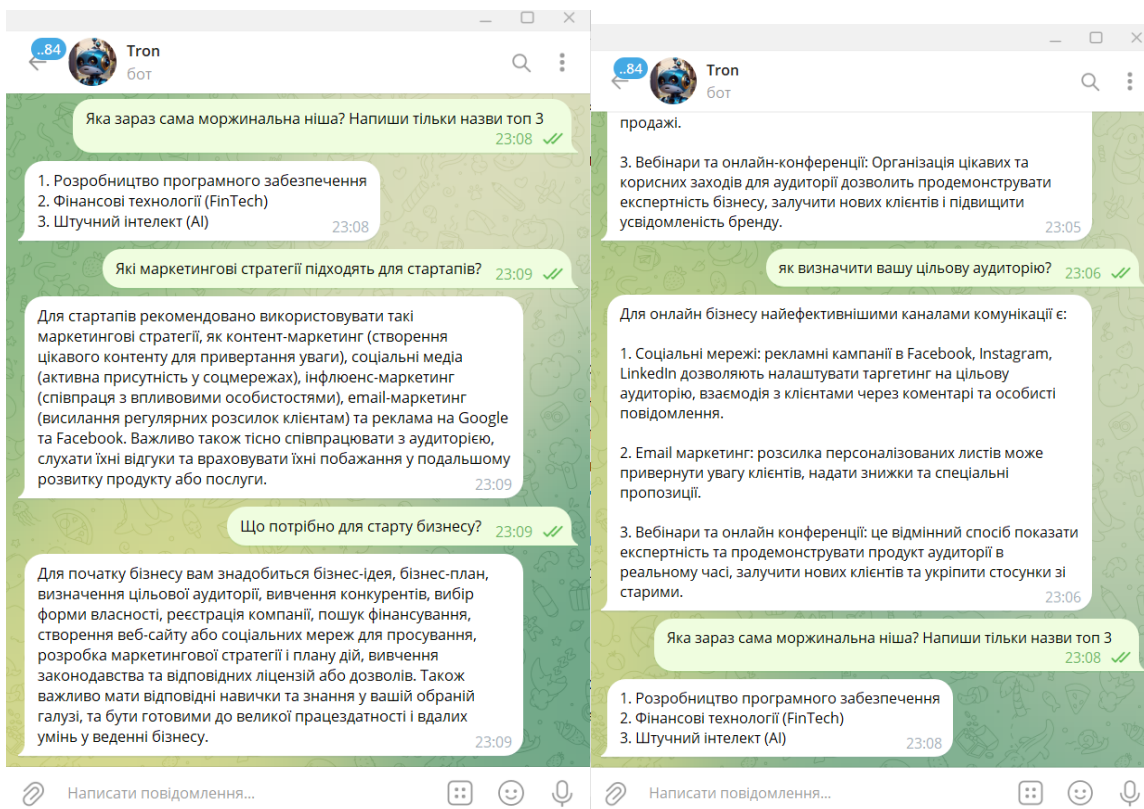 ..84
Tron
бот
Яка зараз сама моржинальна ніша? Напиши тільки назви топ 3
23:08
1. Розробництво програмного забезпечення
2. Фінансові технології (FinTech)
3. Штучний інтелект (AI)
23:08
Які маркетингові стратегії підходять для стартапів?
23:09
Для стартапів рекомендовано використовувати такі
маркетингові стратегії, як контент-маркетинг (створення
цікавого контенту для привертання уваги), соціальні медіа
(активна присутність у соцмережах), інфлюенс-маркетинг
(співпраця з впливовими особистостями), email-маркетинг
(висилання регулярних розсилок клієнтам) та реклама на Google
та Facebook. Важливо також тісно співпрацювати з аудиторією,
слухати їхні відгуки та враховувати їхні побажання у подальшому
розвитку продукту або послуги.
23:09
Що потрібно для старту бизнесу?
23:09
Для початку бізнесу вам знадобиться бізнес-ідея, бізнес-план,
визначення цільової аудиторії, вивчення конкурентів, вибір
форми власності, реєстрація компанії, пошук фінансування,
створення веб-сайту або соціальних мереж для просування,
розробка маркетингової стратегії і плану дій, вивчення
законодавства та відповідних ліцензій або дозволів. Також
важливо мати відповідні навички та знання у вашій обраній
галузі, та бути готовими до великої працездатності і вдалих
умінь у веденні бізнесу.
23:09
Написати повідомлення...
..84
Tron
бот
продажі.
3. Вебінари та онлайн-конференції: Організація цікавих та
корисних заходів для аудиторії дозволить продемонструвати
експертність бізнесу, залучити нових клієнтів і підвищити
усвідомленість бренду.
23:05
як визначити вашу цільову аудиторію?
23:06
Для онлайн бізнесу найефективнішими каналами комунікації є:
1. Соціальні мережі: рекламні кампанії в Facebook, Instagram,
LinkedIn дозволяють налаштувати таргетинг на цільову
аудиторію, взаємодія з клієнтами через коментарі та особисті
повідомлення.
2. Email маркетинг: розсилка персоналізованих листів може
привернути увагу клієнтів, надати знижки та спеціальні
пропозиції.
3. Вебінари та онлайн конференції: це відмінний спосіб показати
експертність та продемонструвати продукт аудиторії в
реальному часі, залучити нових клієнтів та укріпити стосунки зі
старими.
23:06
Яка зараз сама моржинальна ніша? Напиши тільки назви топ 3
23:08
1. Розробництво програмного забезпечення
2. Фінансові технології (FinTech)
3. Штучний інтелект (AI)
23:08
Написати повідомлення...